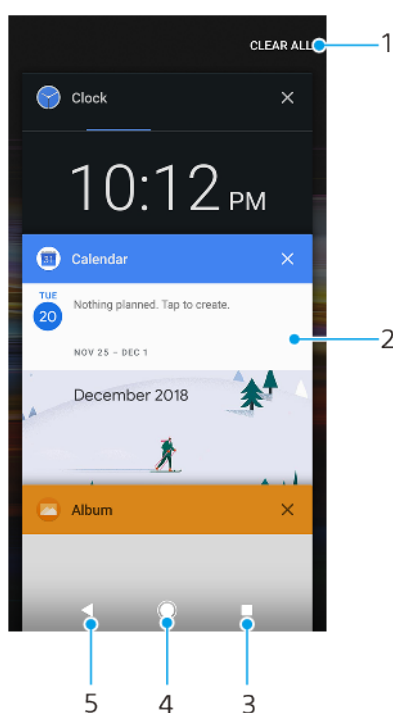 CLEAR ALL
1
Clock
10:12 PM
Calendar
TUE
20
Nothing planned. Tap to create.
2
NOV 25 – DEC 1
December 2018
Album
5
4
3